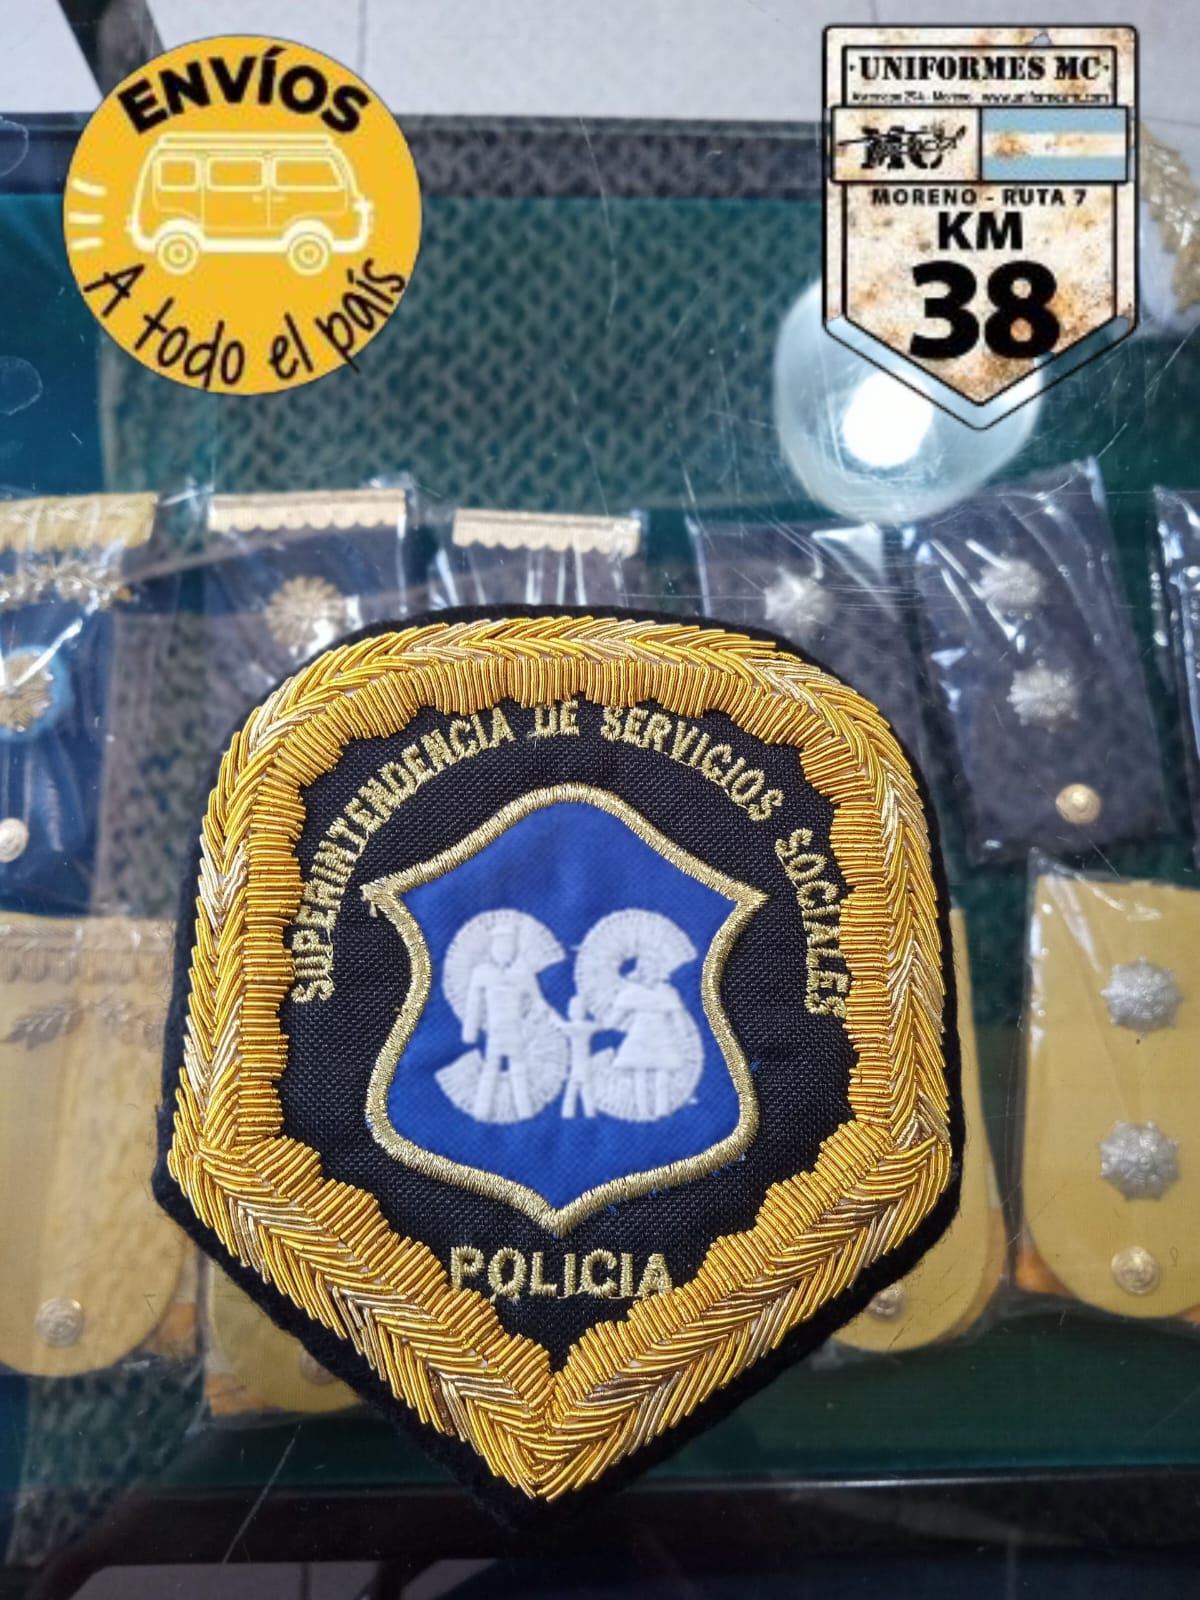 ENVÍOS
A todo el país
·UNIFORMES MC·
MC
MORENO - RUTA 7
KM
38
SUPERINTENDENCIA DE SERVICIOS SOCIALES
SS
POLICIA